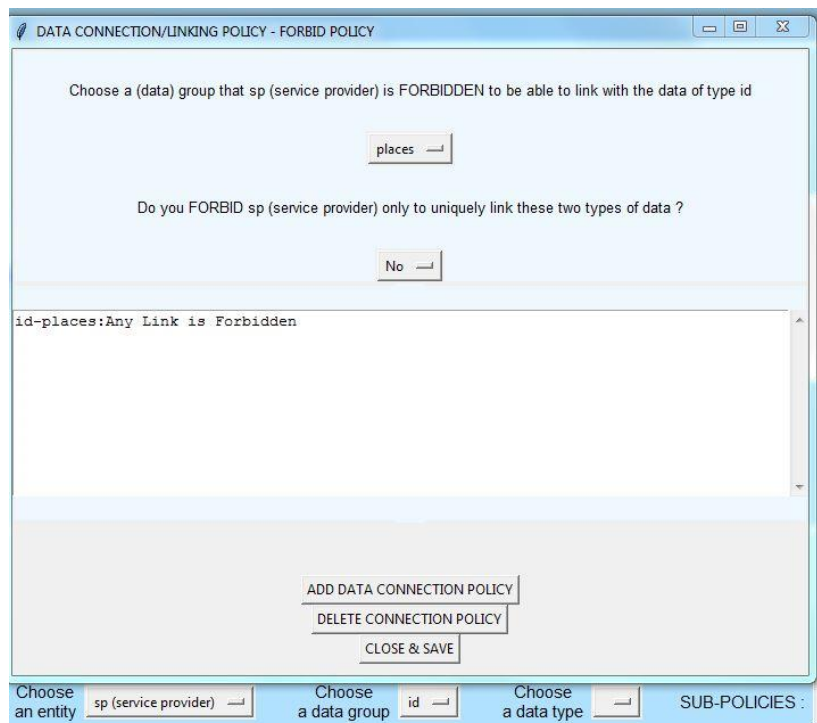 DATA CONNECTION/LINKING POLICY - FORBID POLICY
Choose a (data) group that sp (service provider) is FORBIDDEN to be able to link with the data of type id
places
Do you FORBID sp (service provider) only to uniquely link these two types of data ?
No
id-places:Any Link is Forbidden
ADD DATA CONNECTION POLICY
DELETE CONNECTION POLICY
CLOSE & SAVE
Choose an entity sp (service provider) Choose a data group id Choose a data type SUB-POLICIES :